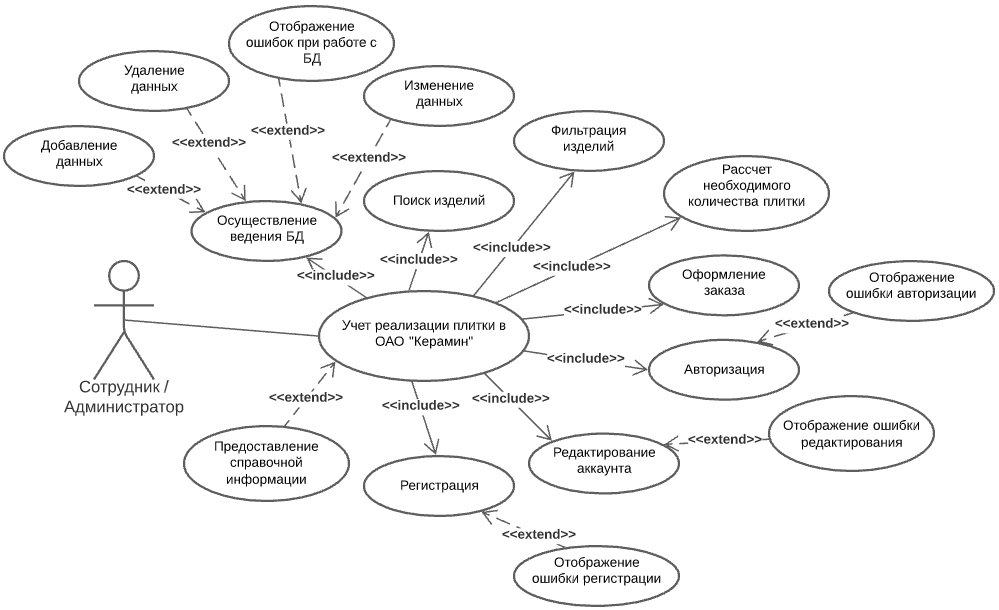 Отображение
ошибок при работе с
БД
Удаление
данных
Изменение
данных
<<extend>>
<<extend>>
Добавление
данных
<<extend>>
<<extend>>
Фильтрация
изделий
Рассчет
необходимого
количества плитки
Поиск изделий
Осуществление
ведения БД
<<include>>
<<include>>
<<include>>
<<include>>
Оформление
заказа
Отображение
ошибки авторизации
<<include>>
<<extend>>
Учет реализации плитки в
ОАО "Керамин"
<<include>>
Авторизация
Сотрудник /
Администратор
<<extend>>
<<include>>
<<include>>
Отображение ошибки
редактирования
<<extend>>
Предоставление
справочной
информации
Редактирование
аккаунта
Регистрация
<<extend>>
Отображение
ошибки регистрации